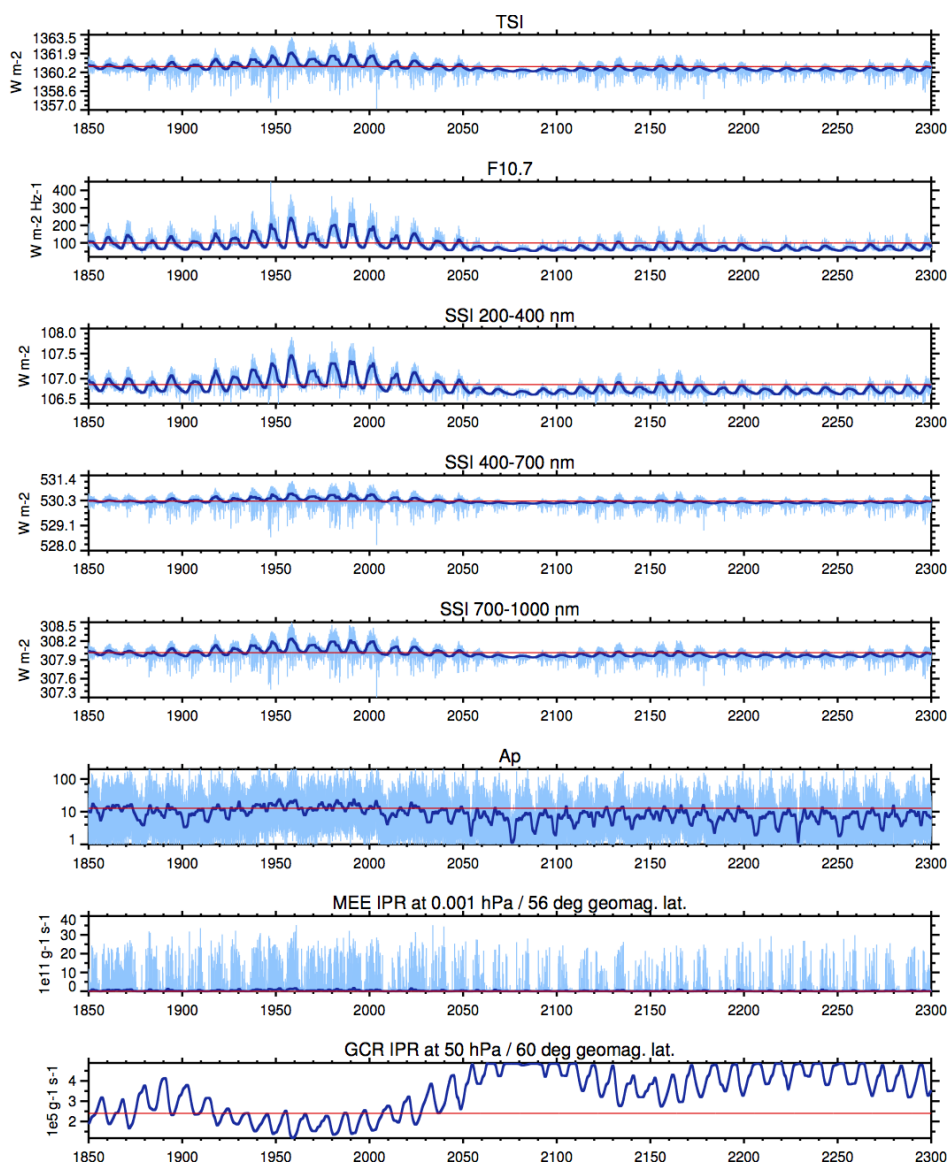 TSI
1363.5
1361.9
1360.2
1358.6
1357.0
W m-2
1850 1900 1950 2000 2050 2100 2150 2200 2250 2300
F10.7
400
300
200
100
W m-2 Hz-1
1850 1900 1950 2000 2050 2100 2150 2200 2250 2300
SSI 200-400 nm
108.0
107.5
107.0
106.5
W m-2
1850 1900 1950 2000 2050 2100 2150 2200 2250 2300
SSI 400-700 nm
531.4
530.3
529.1
528.0
W m-2
1850 1900 1950 2000 2050 2100 2150 2200 2250 2300
SSI 700-1000 nm
308.5
308.2
307.9
307.6
307.3
W m-2
1850 1900 1950 2000 2050 2100 2150 2200 2250 2300
Ap
100
10
1
1850 1900 1950 2000 2050 2100 2150 2200 2250 2300
MEE IPR at 0.001 hPa / 56 deg geomag. lat.
40
30
20
10
0
1e11 g-1 s-1
1850 1900 1950 2000 2050 2100 2150 2200 2250 2300
GCR IPR at 50 hPa / 60 deg geomag. lat.
4
3
2
1e5 g-1 s-1
1850 1900 1950 2000 2050 2100 2150 2200 2250 2300